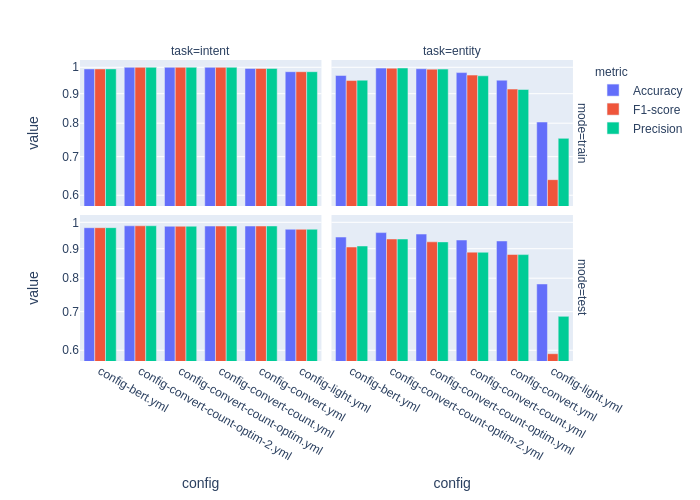 task=intent
task=entity
metric
Accuracy
F1-score
Precision
value
1
0.9
0.8
0.7
0.6
mode=train
value
1
0.9
0.8
0.7
0.6
mode=test
config-bert.yml
config-convert-count-optim-2.yml
config-convert-count-optim.yml
config-convert-count.yml
config-convert.yml
config-light.yml
config-bert.yml
config-convert-count-optim-2.yml
config-convert-count-optim.yml
config-convert-count.yml
config-convert.yml
config-light.yml
config
config